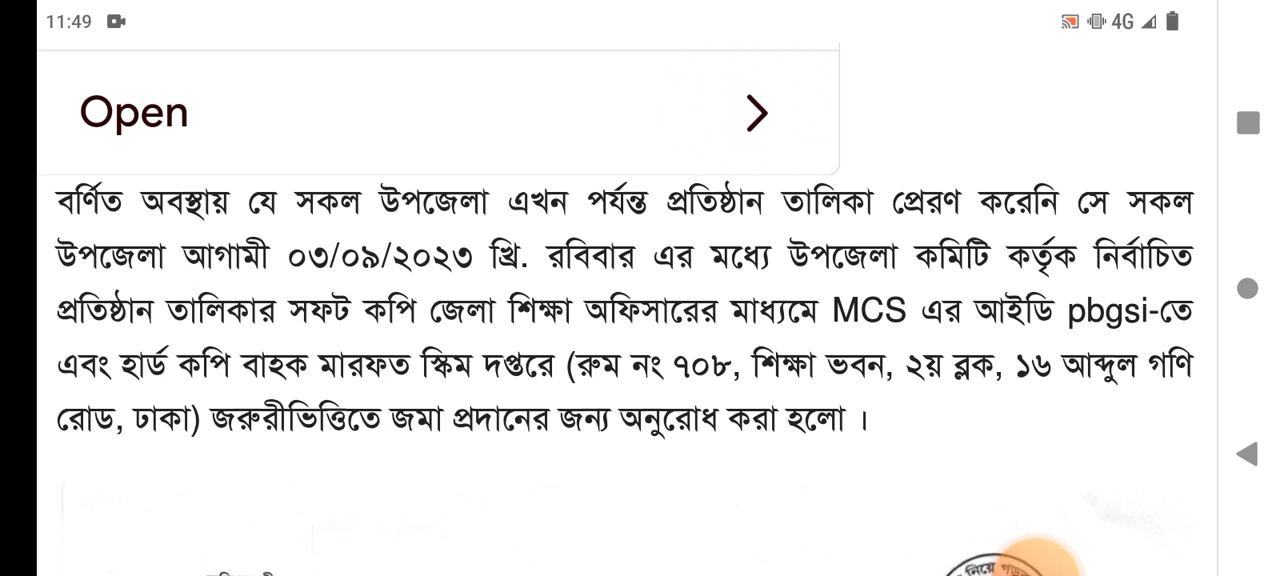 11:49
4G
Open
বর্ণিত অবস্থায় যে সকল উপজেলা এখন পর্যন্ত প্রতিষ্ঠান তালিকা প্রেরণ করেনি সে সকল
উপজেলা আগামী ০৩/০৯/২০২৩ খ্রি. রবিবার এর মধ্যে উপজেলা কমিটি কর্তৃক নির্বাচিত
প্রতিষ্ঠান তালিকার সফট কপি জেলা শিক্ষা অফিসারের মাধ্যমে MCS এর আইডি pbgsi-তে
এবং হার্ড কপি বাহক মারফত স্কিম দপ্তরে (রুম নং ৭০৮, শিক্ষা ভবন, ২য় ব্লক, ১৬ আব্দুল গণি
রোড, ঢাকা) জরুরীভিত্তিতে জমা প্রদানের জন্য অনুরোধ করা হলো ।
নিয়ে